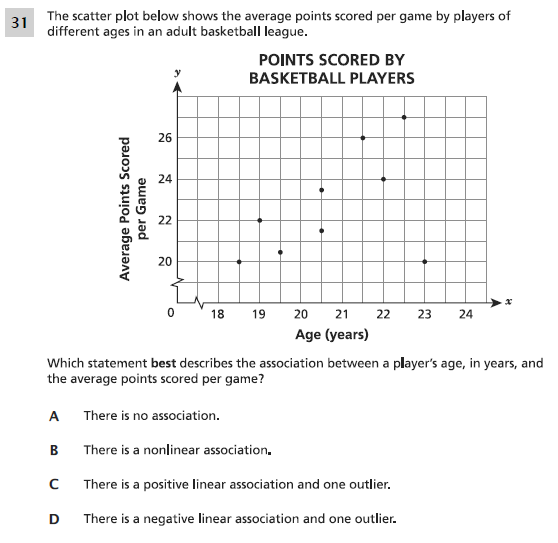 31
The scatter plot below shows the average points scored per game by players of
different ages in an adult basketball league.
POINTS SCORED BY
BASKETBALL PLAYERS
y
26
24
22
20
Average Points Scored
per Game
0 18 19 20 21 22 23 24
x
Age (years)
Which statement best describes the association between a player's age, in years, and
the average points scored per game?
A There is no association.
B There is a nonlinear association.
C There is a positive linear association and one outlier.
D There is a negative linear association and one outlier.